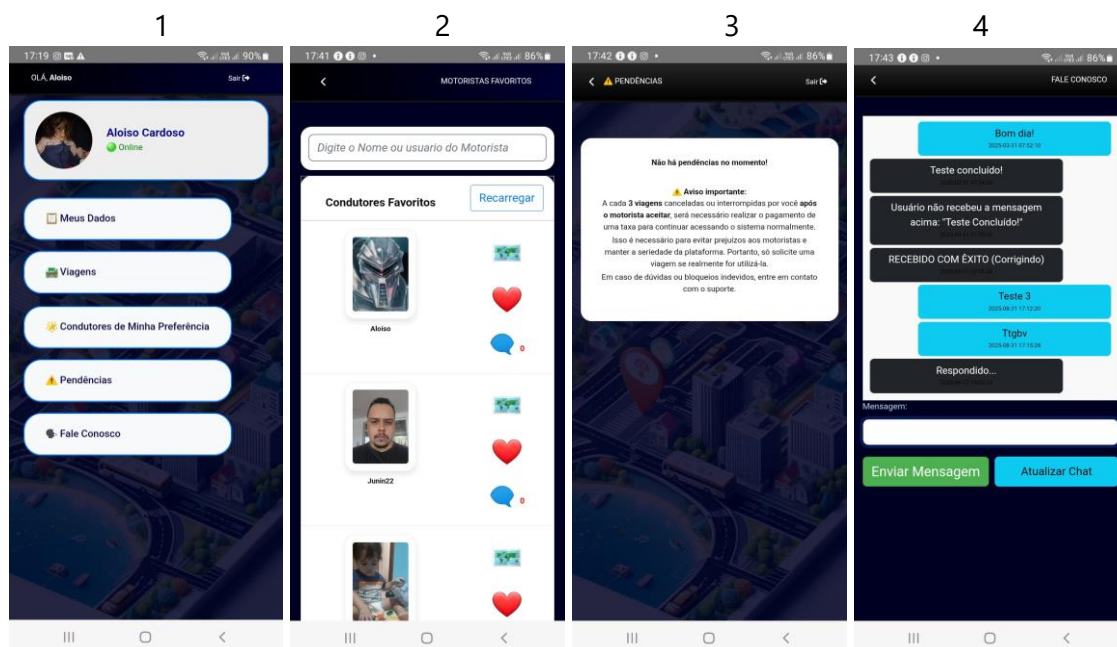 1
2
3
4
17:19
90%
OLÁ, Aloiso
Sair
Aloiso Cardoso
Online
Meus Dados
Viagens
Condutores de Minha Preferência
Pendências
Fale Conosco
17:41
86%
MOTORISTAS FAVORITOS
Digite o Nome ou usuario do Motorista
Condutores Favoritos
Recarregar
Aloiso
0
Junin22
0
17:42
86%
PENDÊNCIAS
Sair
Não há pendências no momento!
Aviso importante:
A cada 3 viagens canceladas ou interrompidas por você após
o motorista aceitar, será necessário realizar o pagamento de
uma taxa para continuar acessando o sistema normalmente.
Isso é necessário para evitar prejuízos aos motoristas e
manter a seriedade da plataforma. Portanto, só solicite uma
viagem se realmente for utilizá-la.
Em caso de dúvidas ou bloqueios indevidos, entre em contato
com o suporte.
17:43
86%
FALE CONOSCO
Bom dia!
Teste concluído!
Usuário não recebeu a mensagem
acima: "Teste Concluído!"
RECEBIDO COM ÊXITO (Corrigindo)
Teste 3
Ttgbv
Respondido...
Mensagem:
Enviar Mensagem
Atualizar Chat